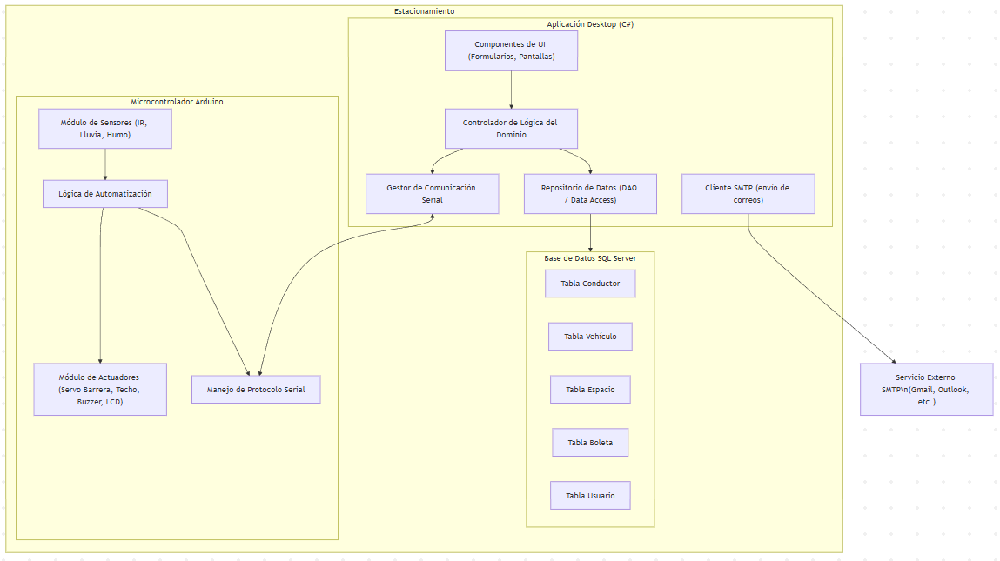 Estacionamiento
Aplicación Desktop (C#)
Componentes de UI
(Formularios, Pantallas)
Microcontrolador Arduino
Módulo de Sensores (IR,
Lluvia, Humo)
Controlador de Lógica del
Dominio
Lógica de Automatización
Gestor de Comunicación
Serial
Repositorio de Datos (DAO
/ Data Access)
Cliente SMTP (envío de
correos)
Base de Datos SQL Server
Tabla Conductor
Tabla Vehículo
Tabla Espacio
Tabla Boleta
Tabla Usuario
Módulo de Actuadores
(Servo Barrera, Techo,
Buzzer, LCD)
Manejo de Protocolo Serial
Servicio Externo
SMTP\n(Gmail, Outlook,
etc.)